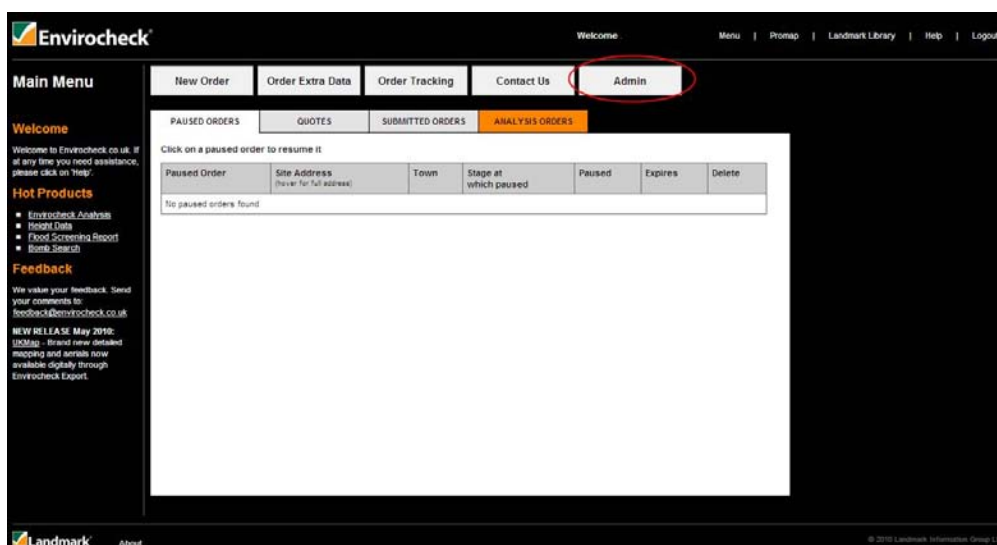 Envirocheck®
Welcome
Menu | Promap | Landmark Library | Help | Logout
Main Menu
New Order
Order Extra Data
Order Tracking
Contact Us
Admin
Welcome
Welcome to Envirocheck.co.uk. If
at any time you need assistance,
please click on 'Help'.
Hot Products
Envirocheck Analysis
Height Data
Flood Screening Report
Bomb Search
Feedback
We value your feedback. Send
your comments to:
feedback@envirocheck.co.uk
NEW RELEASE May 2010:
UKMap - Brand new detailed
mapping and aerials now
available digitally through
Envirocheck Export.
PAUSED ORDERS
QUOTES
SUBMITTED ORDERS
ANALYSIS ORDERS
Click on a paused order to resume it
Paused Order
Site Address
(hover for full address)
Town
Stage at
which paused
Paused
Expires
Delete
No paused orders found
Landmark®
About
© 2010 Landmark Information Group L